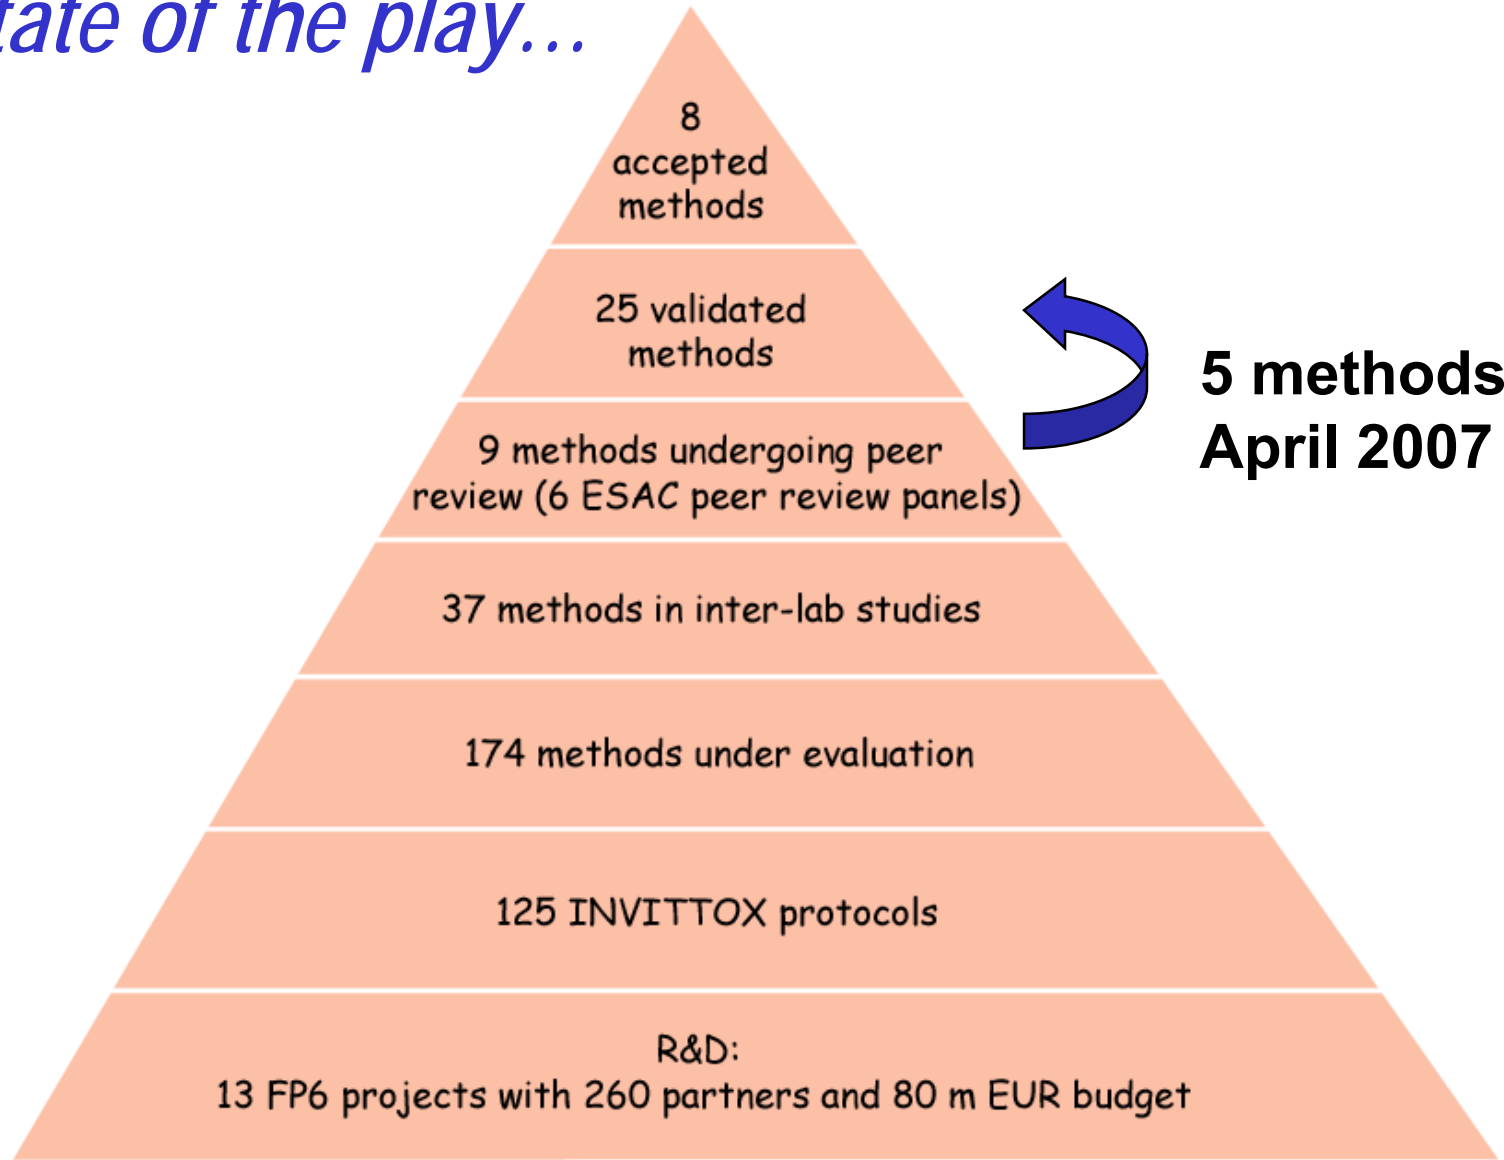 tate of the play...
8
accepted
methods
25 validated
methods
9 methods undergoing peer
review (6 ESAC peer review panels)
5 methods
April 2007
37 methods in inter-lab studies
174 methods under evaluation
125 INVITTOX protocols
R&D:
13 FP6 projects with 260 partners and 80 m EUR budget